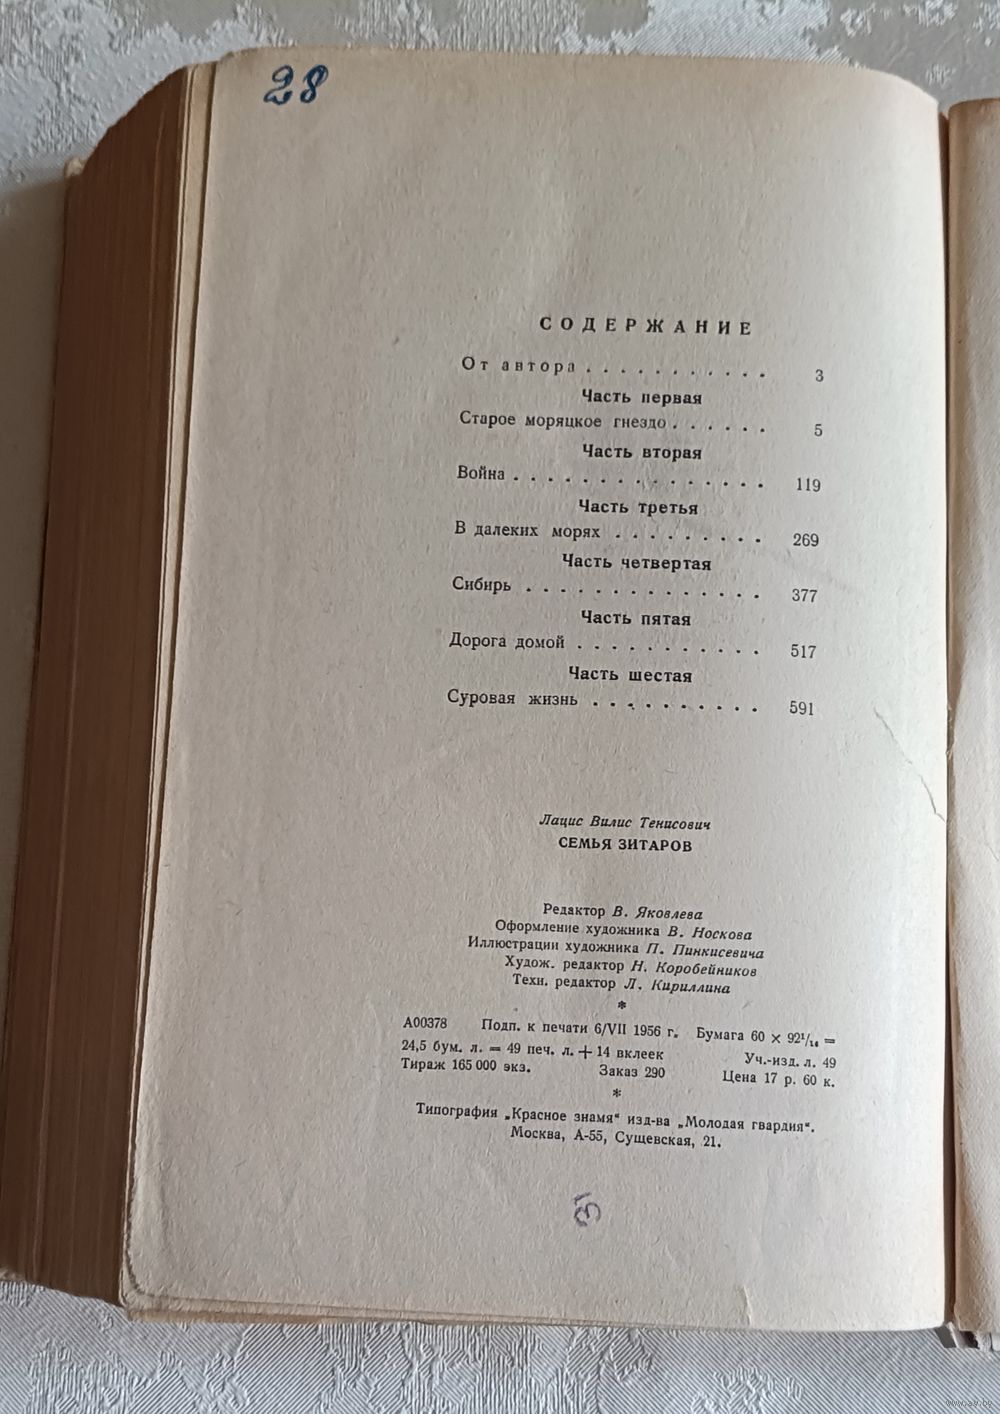 28
СОДЕРЖАНИЕ
От автора . . . . . . . . . . . 3
Часть первая
Старое моряцкое гнездо . . . . . . 5
Часть вторая
Война . . . . . . . . . . . . . . . 119
Часть третья
В далеких морях . . . . . . . . . 269
Часть четвертая
Сибирь . . . . . . . . . . . . . . 377
Часть пятая
Дорога домой . . . . . . . . . . . 517
Часть шестая
Суровая жизнь . . . . . . . . . . 591
Лацис Вилис Тенисович
СЕМЬЯ ЗИТАРОВ
Редактор В. Яковлева
Оформление художника В. Носкова
Иллюстрации художника П. Пинкисевича
Худож. редактор Н. Коробейников
Техн. редактор Л. Кириллина
*
А00378 Подп. к печати 6/VII 1956 г. Бумага 60 × 92¹/₁₆ =
24,5 бум. л. = 49 печ. л. + 14 вклеек Уч.-изд. л. 49
Тираж 165 000 экз. Заказ 290 Цена 17 р. 60 к.
*
Типография „Красное знамя“ изд-ва „Молодая гвардия“.
Москва, А-55, Сущевская, 21.
www.ay.by